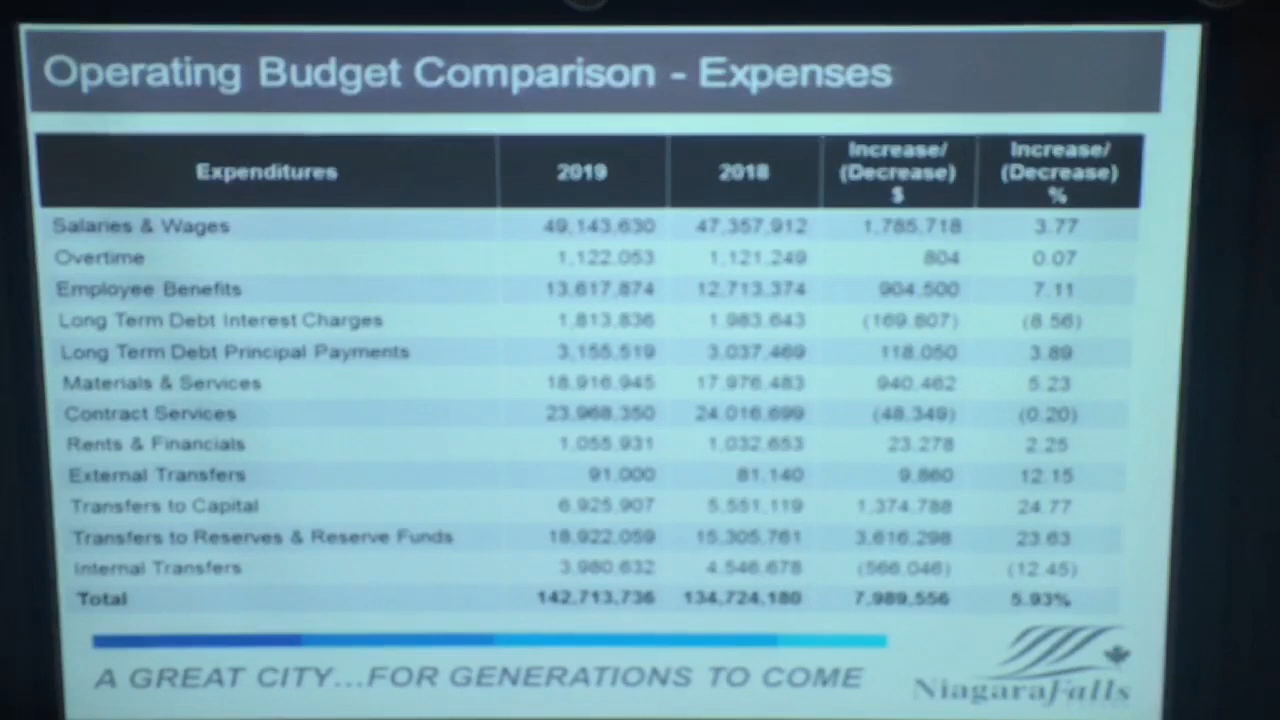 Operating Budget Comparison - Expenses
Expenditures 2019 2018 Increase/ (Decrease) $ Increase/ (Decrease) %
Salaries & Wages 49,143,630 47,357,912 1,785,718 3.77
Overtime 1,122,053 1,121,249 804 0.07
Employee Benefits 13,617,874 12,713,374 904,500 7.11
Long Term Debt Interest Charges 1,813,836 1,983,643 (169,807) (8.56)
Long Term Debt Principal Payments 3,155,519 3,037,469 118,050 3.89
Materials & Services 18,916,945 17,976,483 940,462 5.23
Contract Services 23,968,350 24,016,699 (48,349) (0.20)
Rents & Financials 1,055,931 1,032,653 23,278 2.25
External Transfers 91,000 81,140 9,860 12.15
Transfers to Capital 6,925,907 5,551,119 1,374,788 24.77
Transfers to Reserves & Reserve Funds 18,922,059 15,305,761 3,616,298 23.63
Internal Transfers 3,980,632 4,546,678 (566,046) (12.45)
Total 142,713,736 134,724,180 7,989,556 5.93%
A GREAT CITY...FOR GENERATIONS TO COME
NiagaraFalls